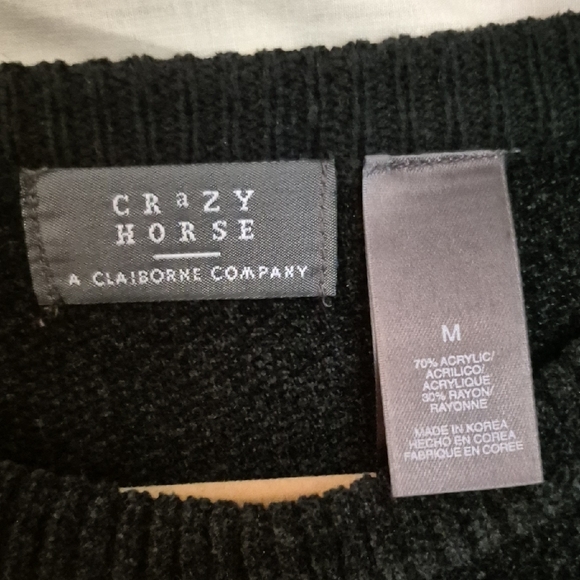 CRaZY
HORSE
A CLAIBORNE COMPANY
M
70% ACRYLIC/
ACRILICO/
ACRYLIQUE
30% RAYON/
RAYONNE
MADE IN KOREA
HECHO EN COREA
FABRIQUE EN COREE